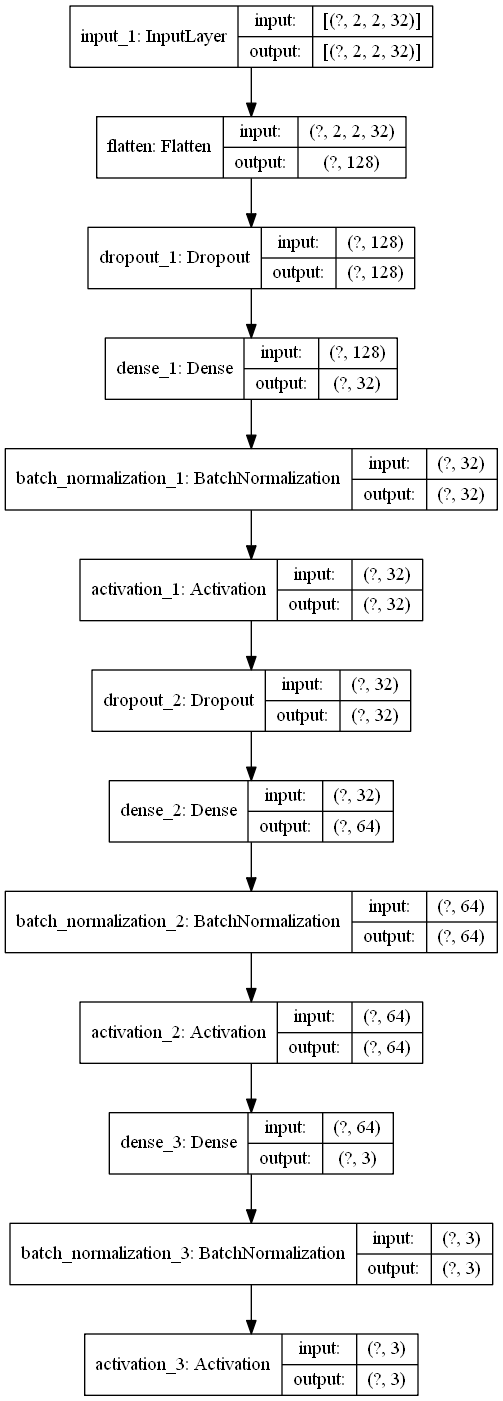 input_1: InputLayer
input: [(?, 2, 2, 32)]
output: [(?, 2, 2, 32)]
flatten: Flatten
input: (?, 2, 2, 32)
output: (?, 128)
dropout_1: Dropout
input: (?, 128)
output: (?, 128)
dense_1: Dense
input: (?, 128)
output: (?, 32)
batch_normalization_1: BatchNormalization
input: (?, 32)
output: (?, 32)
activation_1: Activation
input: (?, 32)
output: (?, 32)
dropout_2: Dropout
input: (?, 32)
output: (?, 32)
dense_2: Dense
input: (?, 32)
output: (?, 64)
batch_normalization_2: BatchNormalization
input: (?, 64)
output: (?, 64)
activation_2: Activation
input: (?, 64)
output: (?, 64)
dense_3: Dense
input: (?, 64)
output: (?, 3)
batch_normalization_3: BatchNormalization
input: (?, 3)
output: (?, 3)
activation_3: Activation
input: (?, 3)
output: (?, 3)